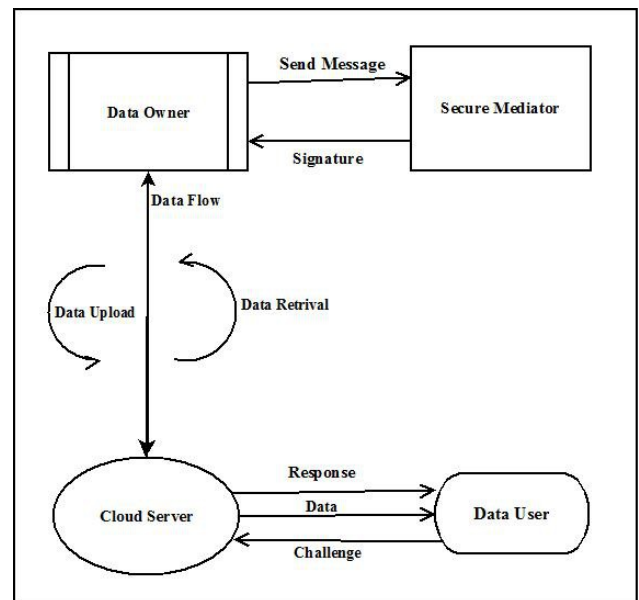 Send Message
Data Owner
Secure Mediator
Signature
Data Flow
Data Upload
Data Retrival
Response
Cloud Server
Data
Data User
Challenge